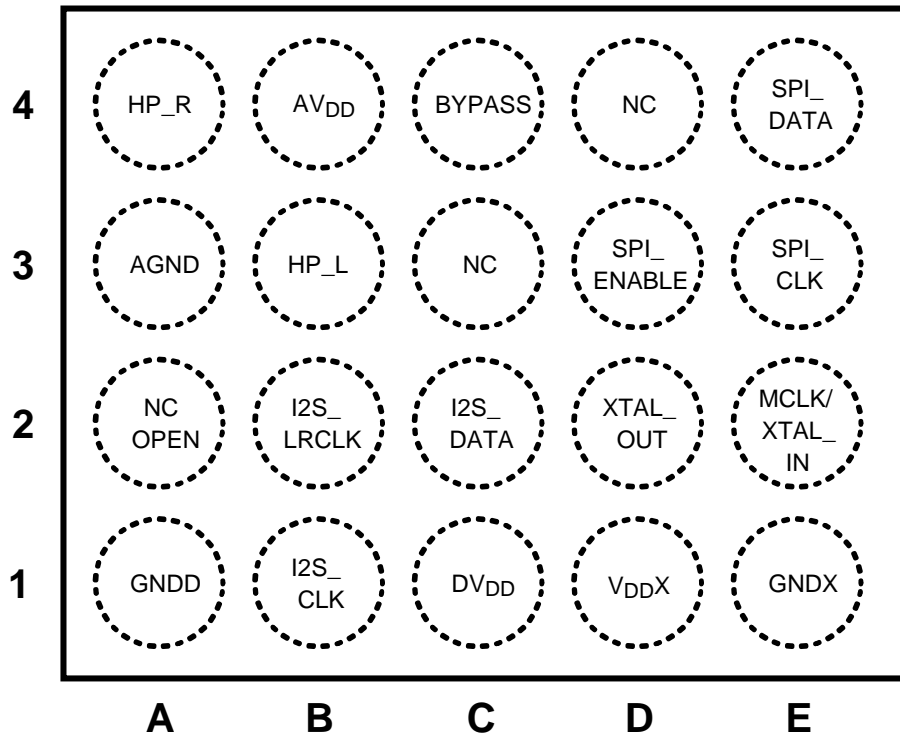 4
HP_R
AVDD
BYPASS
NC
SPI_
DATA
3
AGND
HP_L
NC
SPI_
ENABLE
SPI_
CLK
2
NC
OPEN
I2S_
LRCLK
I2S_
DATA
XTAL_
OUT
MCLK/
XTAL_
IN
1
GNDD
I2S_
CLK
DVDD
VDDX
GNDX
A B C D E